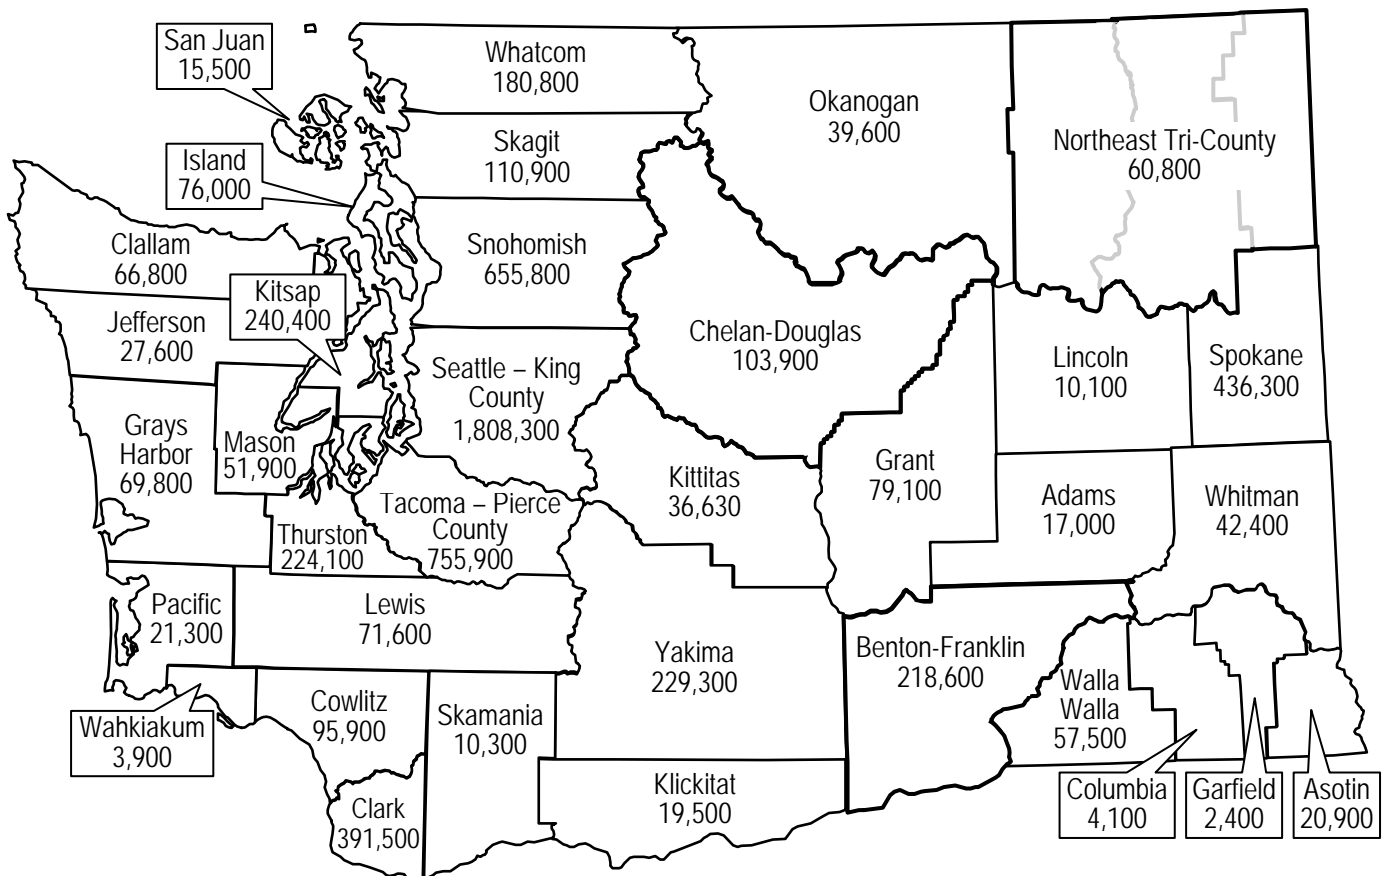 San Juan
15,500
Whatcom
180,800
Okanogan
39,600
Northeast Tri-County
60,800
Skagit
110,900
Island
76,000
Clallam
66,800
Snohomish
655,800
Kitsap
240,400
Jefferson
27,600
Chelan-Douglas
103,900
Lincoln
10,100
Spokane
436,300
Seattle – King
County
1,808,300
Grays
Harbor
69,800
Mason
51,900
Kittitas
36,630
Grant
79,100
Adams
17,000
Whitman
42,400
Tacoma – Pierce
County
755,900
Thurston
224,100
Pacific
21,300
Lewis
71,600
Yakima
229,300
Benton-Franklin
218,600
Walla
Walla
57,500
Wahkiakum
3,900
Cowlitz
95,900
Skamania
10,300
Klickitat
19,500
Clark
391,500
Columbia
4,100
Garfield
2,400
Asotin
20,900